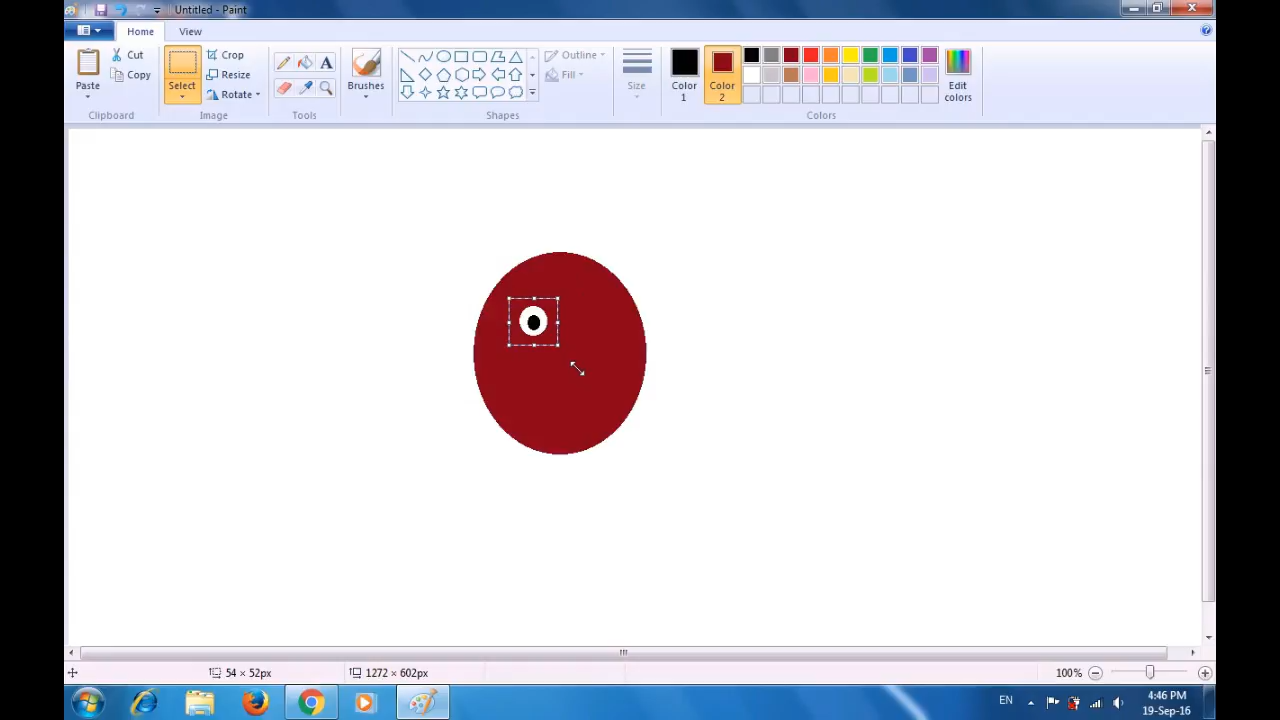 Untitled - Paint
Home View
Paste Cut Copy
Clipboard
Select Crop Resize Rotate
Image
A
Tools
Brushes
Outline
Fill
Shapes
Size
Color 1
Color 2
Edit colors
Colors
54 × 52px
1272 × 602px
100%
EN
4:46 PM
19-Sep-16